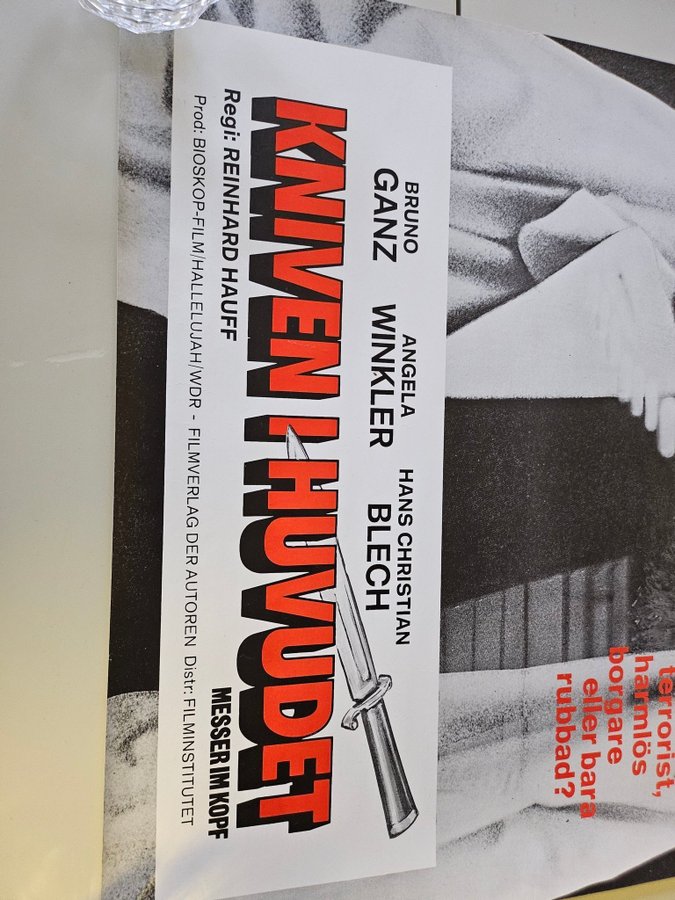 terrorist,
harmlös
borgare
eller bara
rubbad?
BRUNO
GANZ
ANGELA
WINKLER
HANS CHRISTIAN
BLECH
KNIVEN I HUVUDET
Regi: REINHARD HAUFF
MESSER IM KOPF
Prod: BIOSKOP-FILM/HALLELUJAH/WDR - FILMVERLAG DER AUTOREN Distr: FILMINSTITUTET